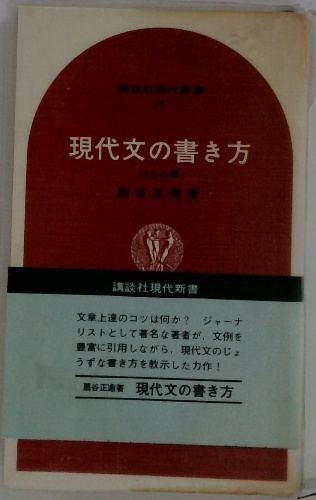 講談社現代新書
現代文の書き方
扇谷正造著
講談社現代新書
文章上達のコツは何か？　ジャーナ
リストとして著名な著者が，文例を
豊富に引用しながら，現代文のじょ
うずな書き方を教示した力作！
扇谷正造著　現代文の書き方